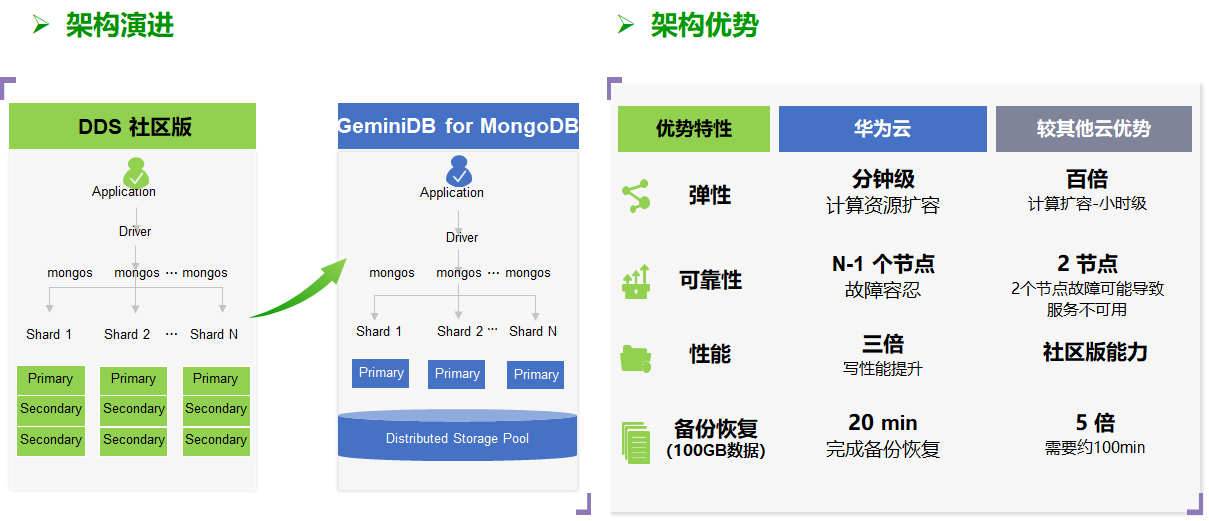 架构演进
DDS 社区版
Application
Driver
mongos mongos ··· mongos
Shard 1 Shard 2 ··· Shard N
Primary Primary Primary
Secondary Secondary Secondary
Secondary Secondary Secondary
GeminiDB for MongoDB
Application
Driver
mongos mongos ··· mongos
Shard 1 Shard 2 ··· Shard N
Primary Primary Primary
Distributed Storage Pool
架构优势
优势特性 华为云 较其他云优势
弹性
分钟级
计算资源扩容
百倍
计算扩容-小时级
可靠性
N-1 个节点
故障容忍
2 节点
2个节点故障可能导致
服务不可用
性能
三倍
写性能提升
社区版能力
备份恢复
(100GB数据)
20 min
完成备份恢复
5 倍
需要约100min